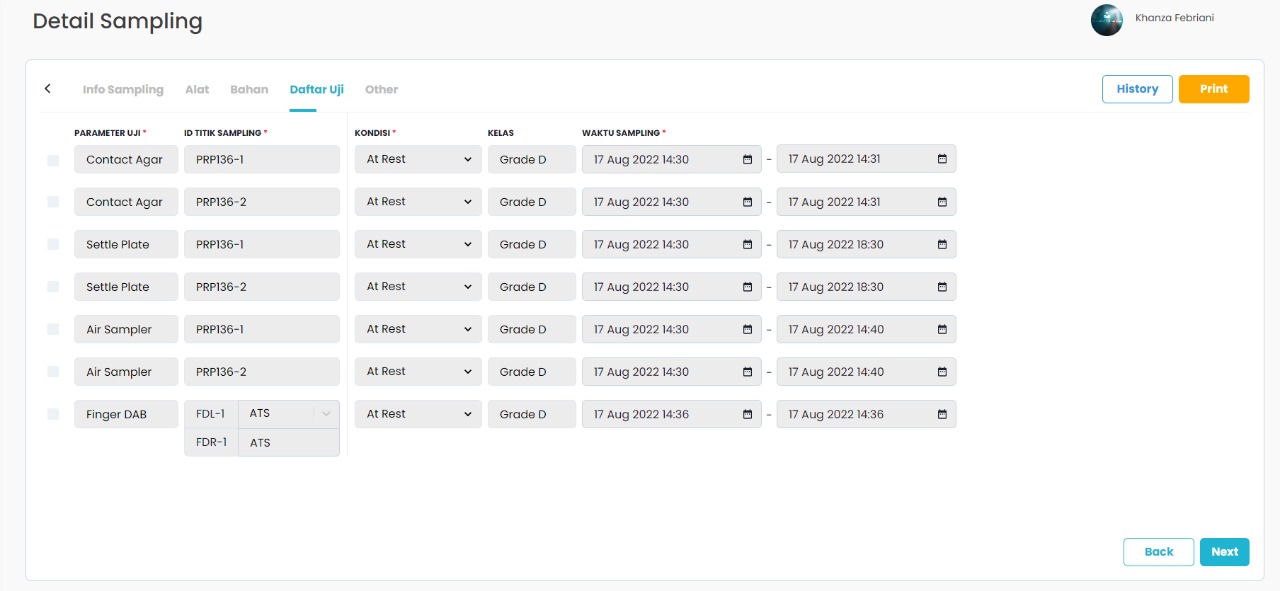 Detail Sampling
Khanza Febriani
Info Sampling Alat Bahan Daftar Uji Other
History Print
PARAMETER UJI * ID TITIK SAMPLING * KONDISI * KELAS WAKTU SAMPLING *
Contact Agar PRP136-1 At Rest Grade D 17 Aug 2022 14:30 - 17 Aug 2022 14:31
Contact Agar PRP136-2 At Rest Grade D 17 Aug 2022 14:30 - 17 Aug 2022 14:31
Settle Plate PRP136-1 At Rest Grade D 17 Aug 2022 14:30 - 17 Aug 2022 18:30
Settle Plate PRP136-2 At Rest Grade D 17 Aug 2022 14:30 - 17 Aug 2022 18:30
Air Sampler PRP136-1 At Rest Grade D 17 Aug 2022 14:30 - 17 Aug 2022 14:40
Air Sampler PRP136-2 At Rest Grade D 17 Aug 2022 14:30 - 17 Aug 2022 14:40
Finger DAB FDL-1 ATS At Rest Grade D 17 Aug 2022 14:36 - 17 Aug 2022 14:36
FDR-1 ATS
Back Next